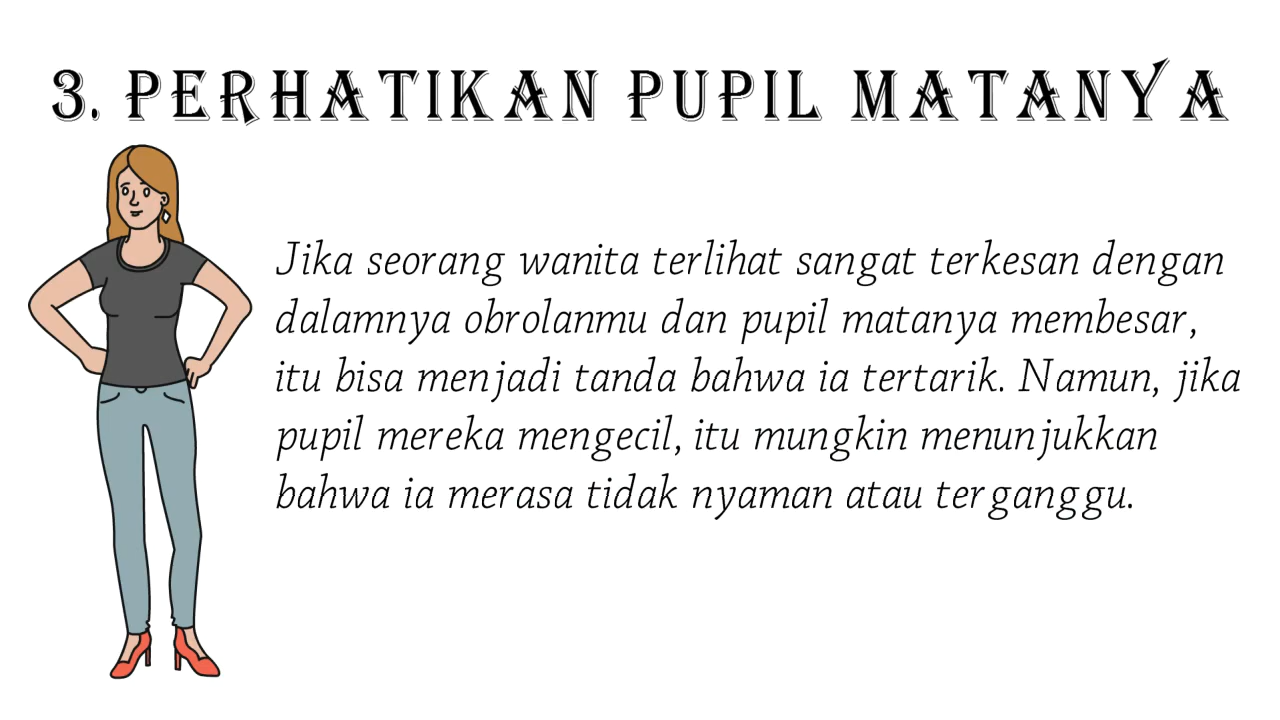 3. PERHATIKAN PUPIL MATANYA
Jika seorang wanita terlihat sangat terkesan dengan
dalamnya obrolanmu dan pupil matanya membesar,
itu bisa menjadi tanda bahwa ia tertarik. Namun, jika
pupil mereka mengecil, itu mungkin menunjukkan
bahwa ia merasa tidak nyaman atau terganggu.